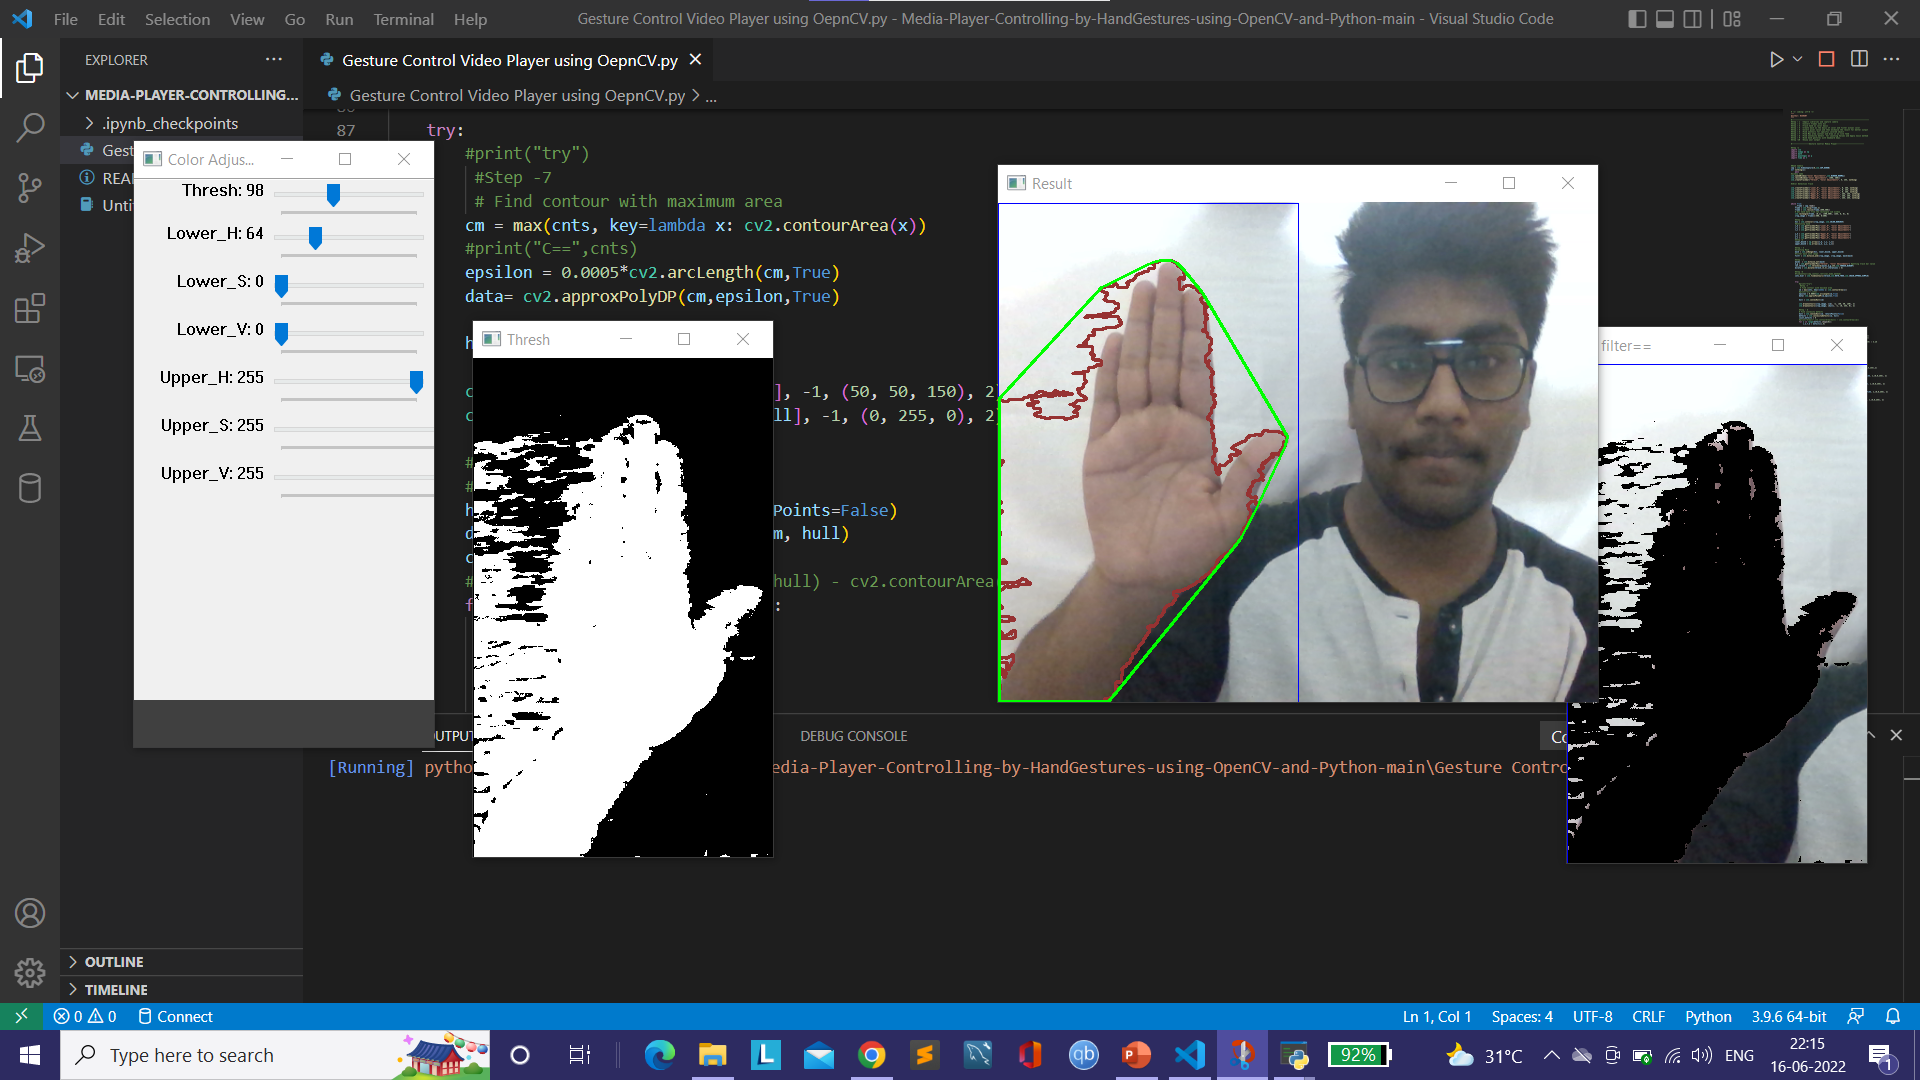 File Edit Selection View Go Run Terminal Help
Gesture Control Video Player using OepnCV.py - Media-Player-Controlling-by-HandGestures-using-OpenCV-and-Python-main - Visual Studio Code
EXPLORER
Gesture Control Video Player using OepnCV.py
MEDIA-PLAYER-CONTROLLING...
Gesture Control Video Player using OepnCV.py > ...
.ipynb_checkpoints
Gest
REA
Unti
87 try:
#print("try")
#Step -7
# Find contour with maximum area
cm = max(cnts, key=lambda x: cv2.contourArea(x))
#print("C==",cnts)
epsilon = 0.0005*cv2.arcLength(cm,True)
data= cv2.approxPolyDP(cm,epsilon,True)
], -1, (50, 50, 150), 2)
ll], -1, (0, 255, 0), 2)
Points=False)
m, hull)
hull) - cv2.contourArea
:
Color Adjus...
Thresh: 98
Lower_H: 64
Lower_S: 0
Lower_V: 0
Upper_H: 255
Upper_S: 255
Upper_V: 255
Thresh
Result
filter==
OUTPUT
DEBUG CONSOLE
Co
[Running] pytho
edia-Player-Controlling-by-HandGestures-using-OpenCV-and-Python-main\Gesture Contro
OUTLINE
TIMELINE
0 0 Connect
Ln 1, Col 1 Spaces: 4 UTF-8 CRLF Python 3.9.6 64-bit
Type here to search
92%
31°C
ENG
22:15
16-06-2022
1